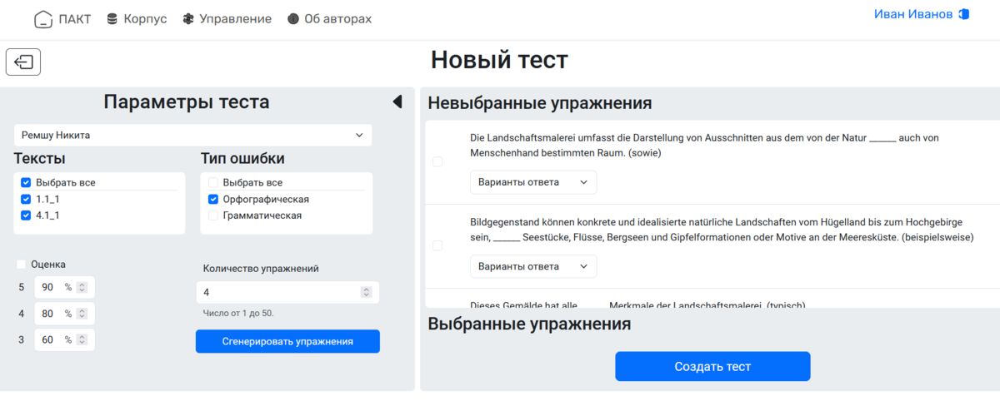 ПАКТ Корпус Управление Об авторах Иван Иванов
Новый тест
Параметры теста
Ремшу Никита
Тексты
Выбрать все
1.1_1
4.1_1
Тип ошибки
Выбрать все
Орфографическая
Грамматическая
Оценка
5 90 %
4 80 %
3 60 %
Количество упражнений
4
Число от 1 до 50.
Сгенерировать упражнения
Невыбранные упражнения
Die Landschaftsmalerei umfasst die Darstellung von Ausschnitten aus dem von der Natur ______ auch von
Menschenhand bestimmten Raum. (sowie)
Варианты ответа
Bildgegenstand können konkrete und idealisierte natürliche Landschaften vom Hügelland bis zum Hochgebirge
sein, ______ Seestücke, Flüsse, Bergseen und Gipfelformationen oder Motive an der Meeresküste. (beispielsweise)
Варианты ответа
Dieses Gemälde hat alle ______ Merkmale der Landschaftsmalerei. (typisch)
Выбранные упражнения
Создать тест